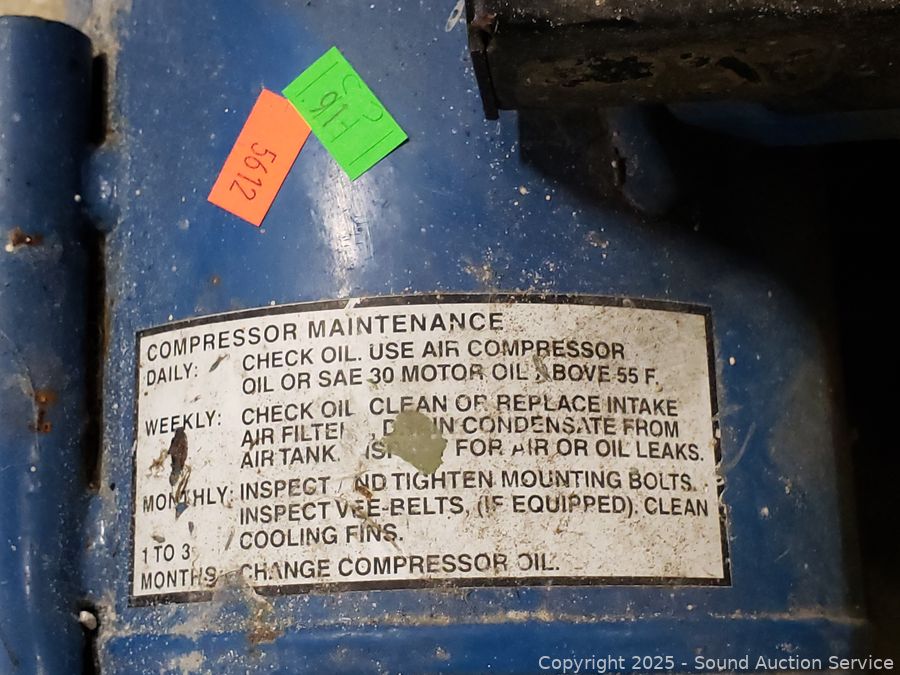 5612
COMPRESSOR MAINTENANCE
DAILY: CHECK OIL. USE AIR COMPRESSOR
OIL OR SAE 30 MOTOR OIL ABOVE 55 F.
WEEKLY: CHECK OIL CLEAN OR REPLACE INTAKE
AIR FILTER, DRAIN CONDENSATE FROM
AIR TANK. FOR AIR OR OIL LEAKS.
MONTHLY: INSPECT AND TIGHTEN MOUNTING BOLTS.
INSPECT VEE-BELTS, (IF EQUIPPED). CLEAN
COOLING FINS.
1 TO 3
MONTHS CHANGE COMPRESSOR OIL.
Copyright © 2025 - Sound Auction Service